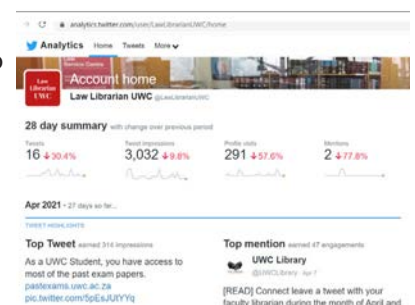 analytics.twitter.com/user/LawLibrarianUWC/home
Analytics Home Tweets More
Law
Service Centre
Law
Librarian
UWC
Account home
Law Librarian UWC @LawLibrarianUWC
28 day summary with change over previous period
Tweets
16 30.4%
Tweet impressions
3,032 9.8%
Profile visits
291 57.6%
Mentions
2 77.8%
Apr 2021 • 27 days so far...
TWEET HIGHLIGHTS
Top Tweet earned 314 impressions
As a UWC Student, you have access to
most of the past exam papers.
pastexams.uwc.ac.za
pic.twitter.com/5pEsJUtYYq
Top mention earned 47 engagements
UWC Library
@UWCLibrary · Apr 7
[READ] Connect leave a tweet with your
faculty librarian during the month of April and